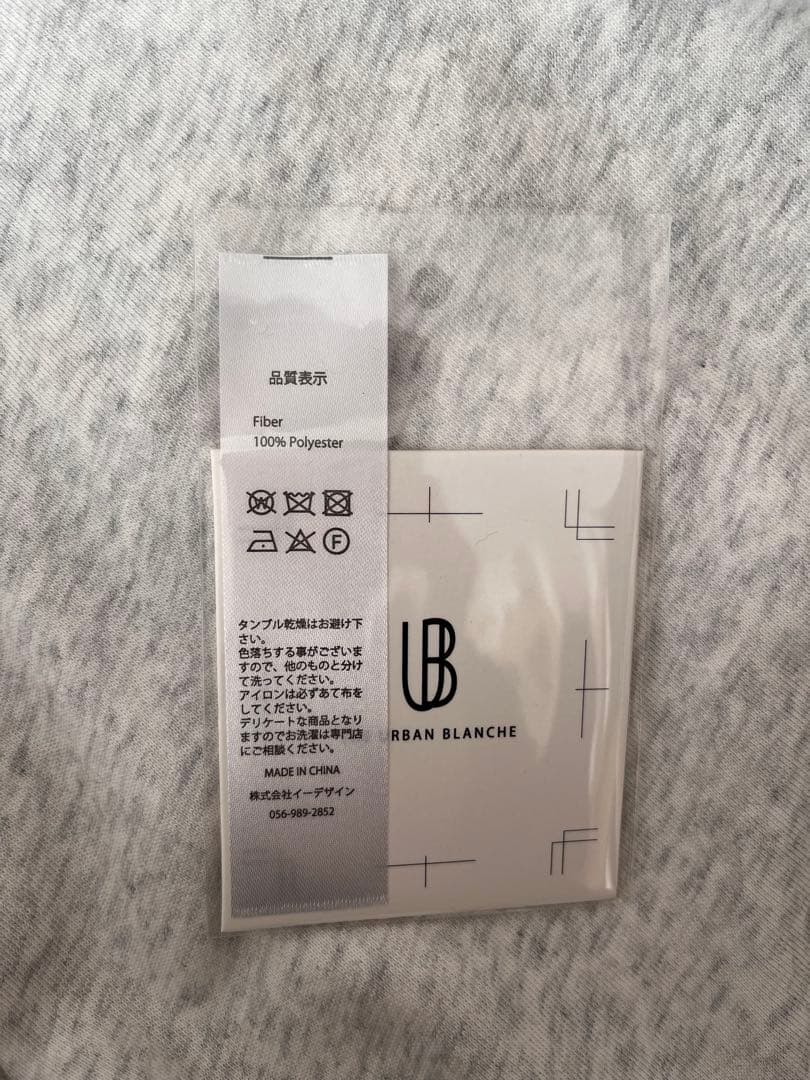 品質表示
Fiber
100% Polyester
W
F
タンブル乾燥はお避け下
さい。
色落ちする事がございま
すので、他のものと分け
て洗ってください。
アイロンは必ずあて布を
してください。
デリケートな商品となり
ますのでお洗濯は専門店
にご相談ください。
MADE IN CHINA
株式会社イーデザイン
056-989-2852
UB
RBAN BLANCHE